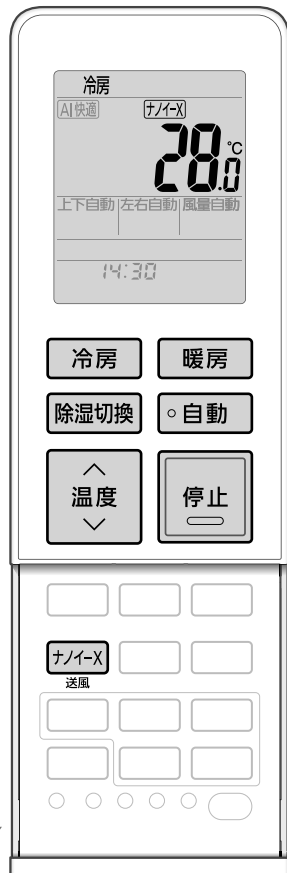 冷房
AI快適 ナノイーX
28.0℃
上下自動 左右自動 風量自動
14:30
冷房 暖房
除湿切換 自動
温度 停止
ナノイーX
送風